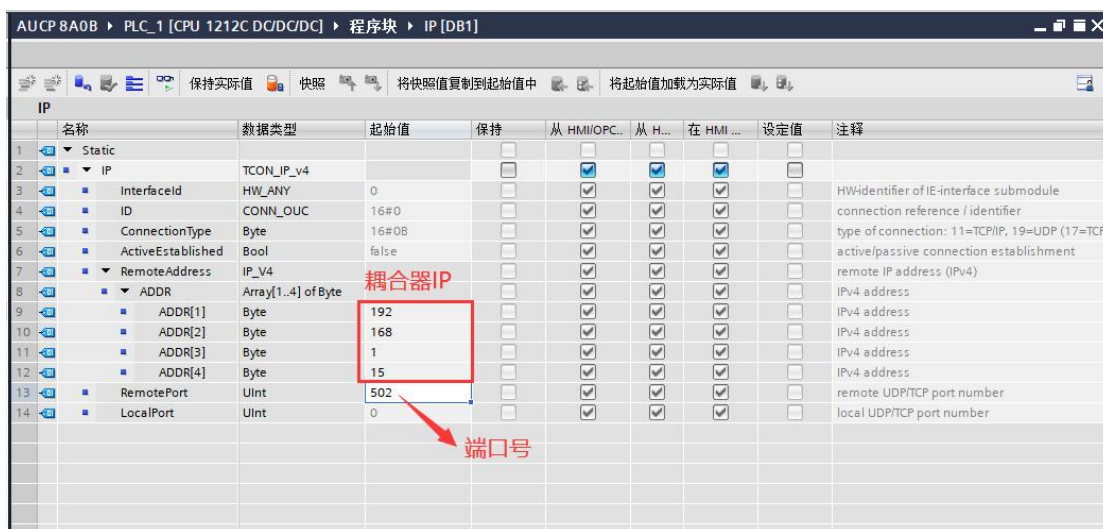 AUCP 8A0B ▸ PLC_1 [CPU 1212C DC/DC/DC] ▸ 程序块 ▸ IP [DB1]
保持实际值 快照 将快照值复制到起始值中 将起始值加载为实际值
IP
名称 数据类型 起始值 保持 从 HMI/OPC... 从 H... 在 HMI ... 设定值 注释
1 Static
2 IP TCON_IP_v4
3 InterfaceId HW_ANY 0 HW-identifier of IE-interface submodule
4 ID CONN_OUC 16#0 connection reference / identifier
5 ConnectionType Byte 16#0B type of connection: 11=TCP/IP, 19=UDP (17=TCP
6 ActiveEstablished Bool false active/passive connection establishment
7 RemoteAddress IP_V4 remote IP address (IPv4)
耦合器IP
8 ADDR Array[1..4] of Byte IPv4 address
9 ADDR[1] Byte 192 IPv4 address
10 ADDR[2] Byte 168 IPv4 address
11 ADDR[3] Byte 1 IPv4 address
12 ADDR[4] Byte 15 IPv4 address
13 RemotePort UInt 502 remote UDP/TCP port number
14 LocalPort UInt 0 local UDP/TCP port number
端口号